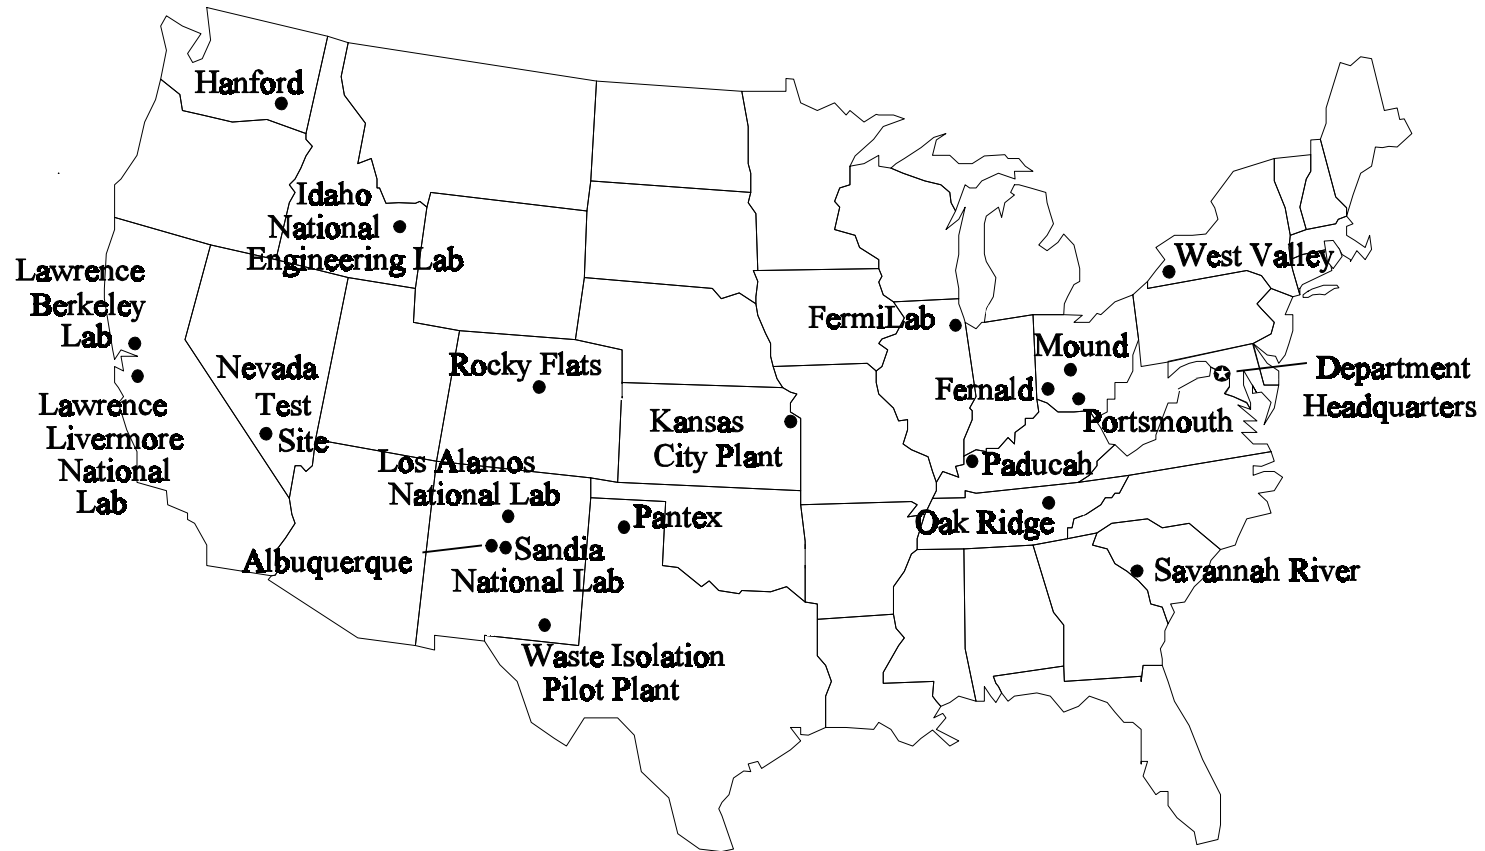 Hanford
Idaho
National
Engineering Lab
Lawrence
Berkeley
Lab
Lawrence
Livermore
National
Lab
Nevada
Test
Site
Rocky Flats
Kansas
City Plant
Los Alamos
National Lab
Albuquerque
Sandia
National Lab
Pantex
Waste Isolation
Pilot Plant
FermiLab
Mound
Fernald
Portsmouth
Paducah
Oak Ridge
Savannah River
West Valley
Department
Headquarters